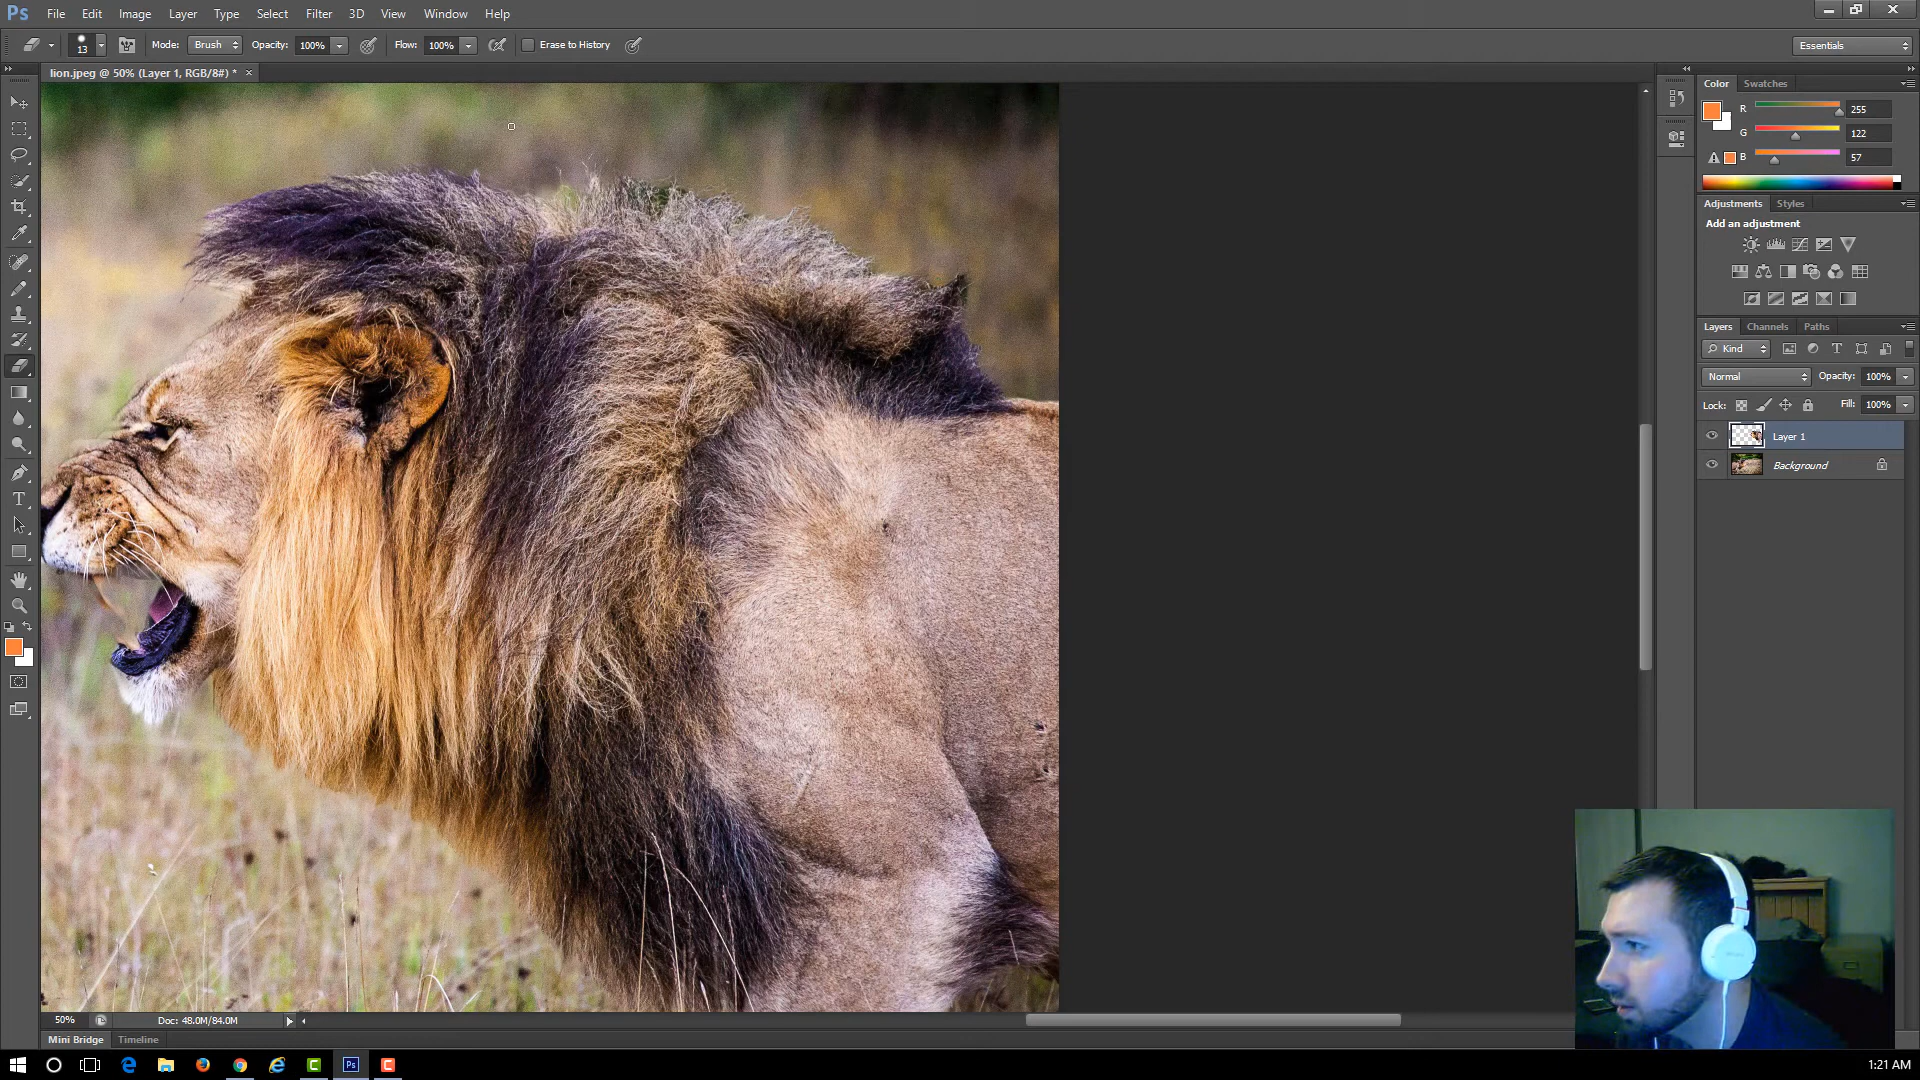 Ps File Edit Image Layer Type Select Filter 3D View Window Help
13 Mode: Brush Opacity: 100% Flow: 100% Erase to History Essentials
lion.jpeg @ 50% (Layer 1, RGB/8#) * ×
Color Swatches
R 255
G 122
B 57
Adjustments Styles
Add an adjustment
Layers Channels Paths
Kind
Normal Opacity: 100%
Lock: Fill: 100%
Layer 1
Background
50% Doc: 48.0M/84.0M
Mini Bridge Timeline
Ps 1:21 AM